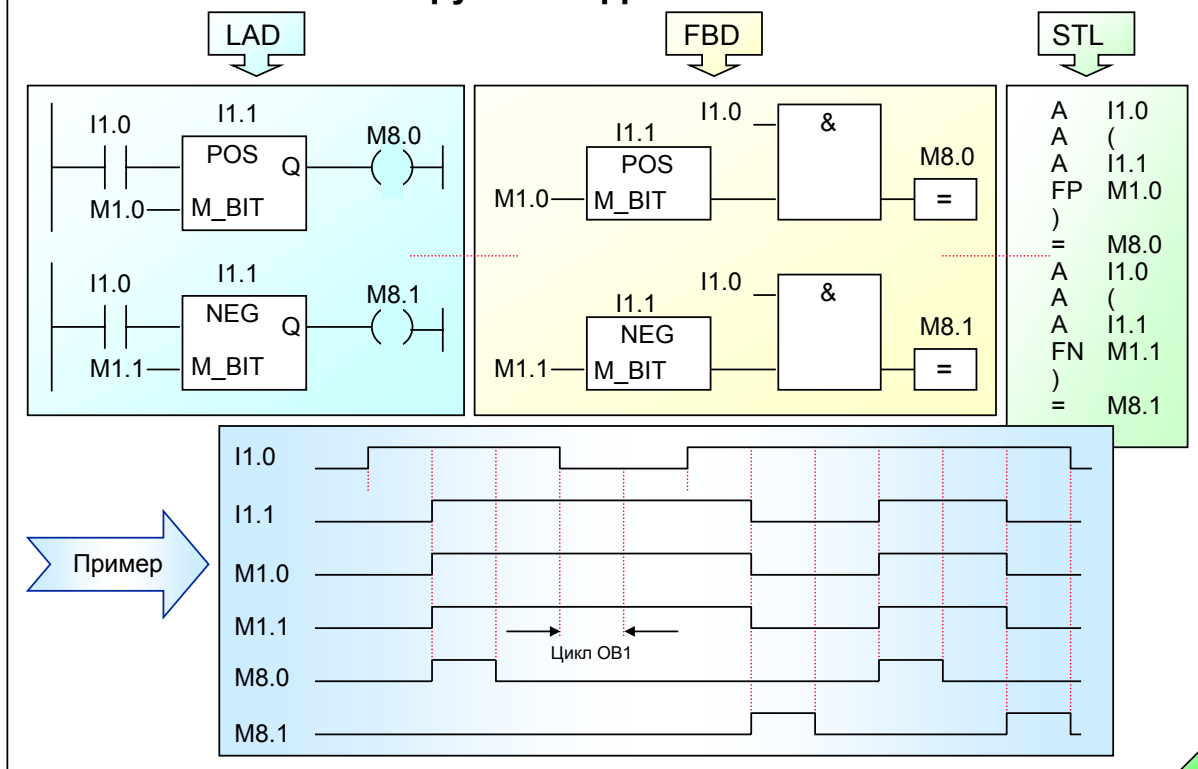 LAD
FBD
STL
I1.0
I1.1
POS
Q
M8.0
M1.0
M_BIT
I1.0
I1.1
NEG
Q
M8.1
M1.1
M_BIT
I1.0
&
I1.1
POS
M8.0
M1.0
M_BIT
=
I1.0
&
I1.1
NEG
M8.1
M1.1
M_BIT
=
A I1.0
A (
A I1.1
FP M1.0
)
= M8.0
A I1.0
A (
A I1.1
FN M1.1
)
= M8.1
Пример
I1.0
I1.1
M1.0
M1.1
Цикл OB1
M8.0
M8.1